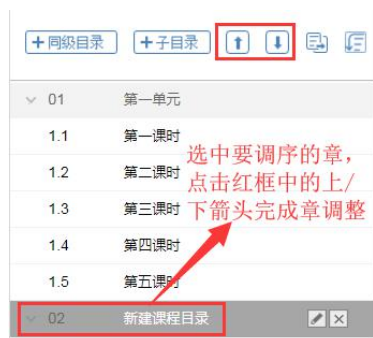 +同级目录 +子目录
01 第一单元
1.1 第一课时
1.2 第二课时
1.3 第三课时
1.4 第四课时
1.5 第五课时
02 新建课程目录
选中要调序的章，
点击红框中的上/
下箭头完成章调整